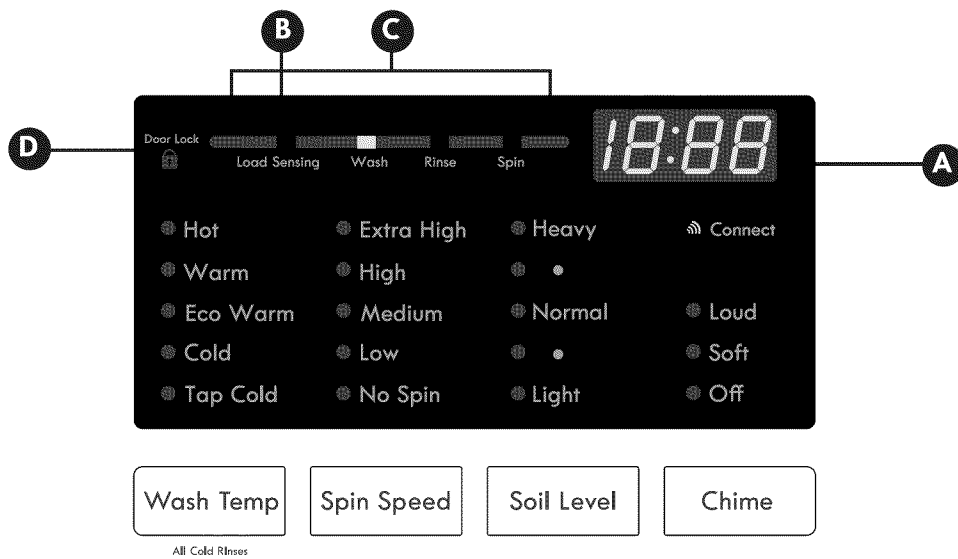 B C
Door Lock
18:88
D
Load Sensing Wash Rinse Spin
A
Hot Extra High Heavy Connect
Warm High
Eco Warm Medium Normal Loud
Cold Low Soft
Tap Cold No Spin Light Off
Wash Temp Spin Speed Soil Level Chime
All Cold Rinses